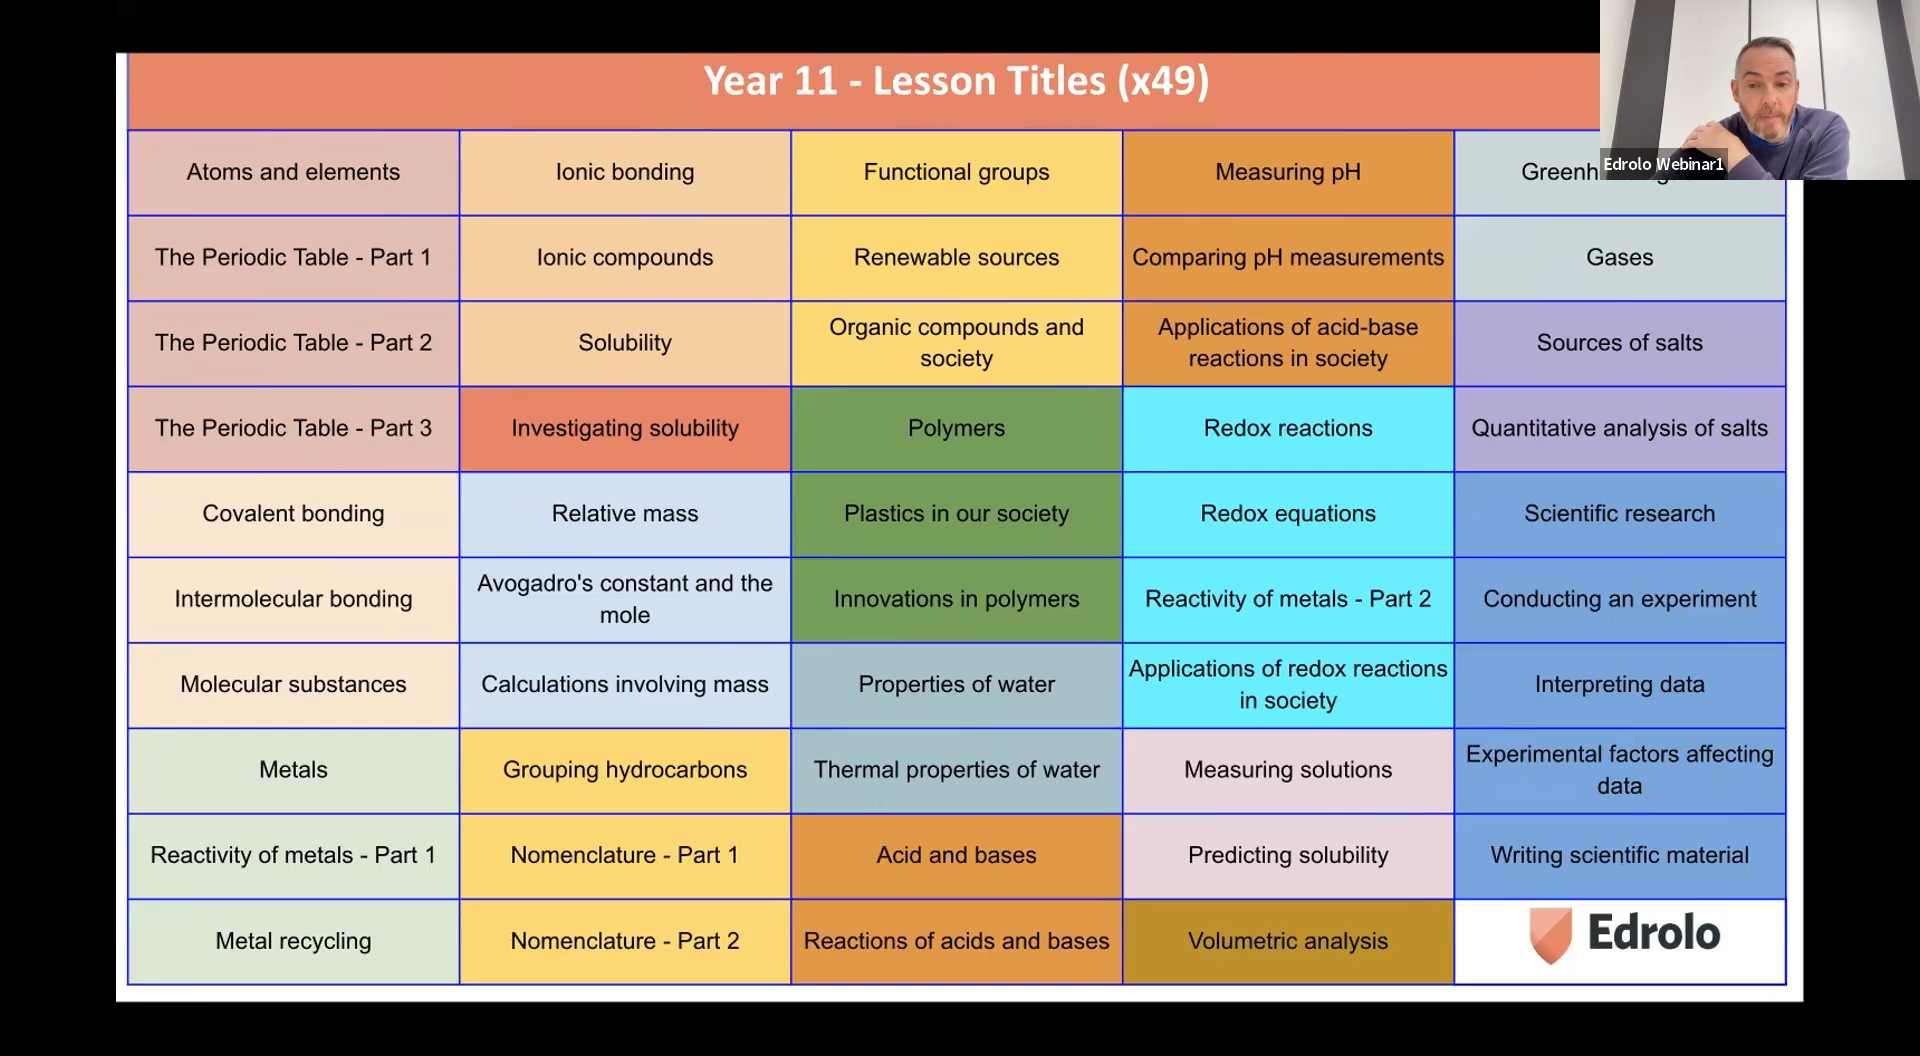 Year 11 - Lesson Titles (x49)
Edrolo Webinar1
Atoms and elements
Ionic bonding
Functional groups
Measuring pH
The Periodic Table - Part 1
Ionic compounds
Renewable sources
Comparing pH measurements
Gases
The Periodic Table - Part 2
Solubility
Organic compounds and
society
Applications of acid-base
reactions in society
Sources of salts
The Periodic Table - Part 3
Investigating solubility
Polymers
Redox reactions
Quantitative analysis of salts
Covalent bonding
Relative mass
Plastics in our society
Redox equations
Scientific research
Intermolecular bonding
Avogadro's constant and the
mole
Innovations in polymers
Reactivity of metals - Part 2
Conducting an experiment
Molecular substances
Calculations involving mass
Properties of water
Applications of redox reactions
in society
Interpreting data
Metals
Grouping hydrocarbons
Thermal properties of water
Measuring solutions
Experimental factors affecting
data
Reactivity of metals - Part 1
Nomenclature - Part 1
Acid and bases
Predicting solubility
Writing scientific material
Metal recycling
Nomenclature - Part 2
Reactions of acids and bases
Volumetric analysis
Edrolo